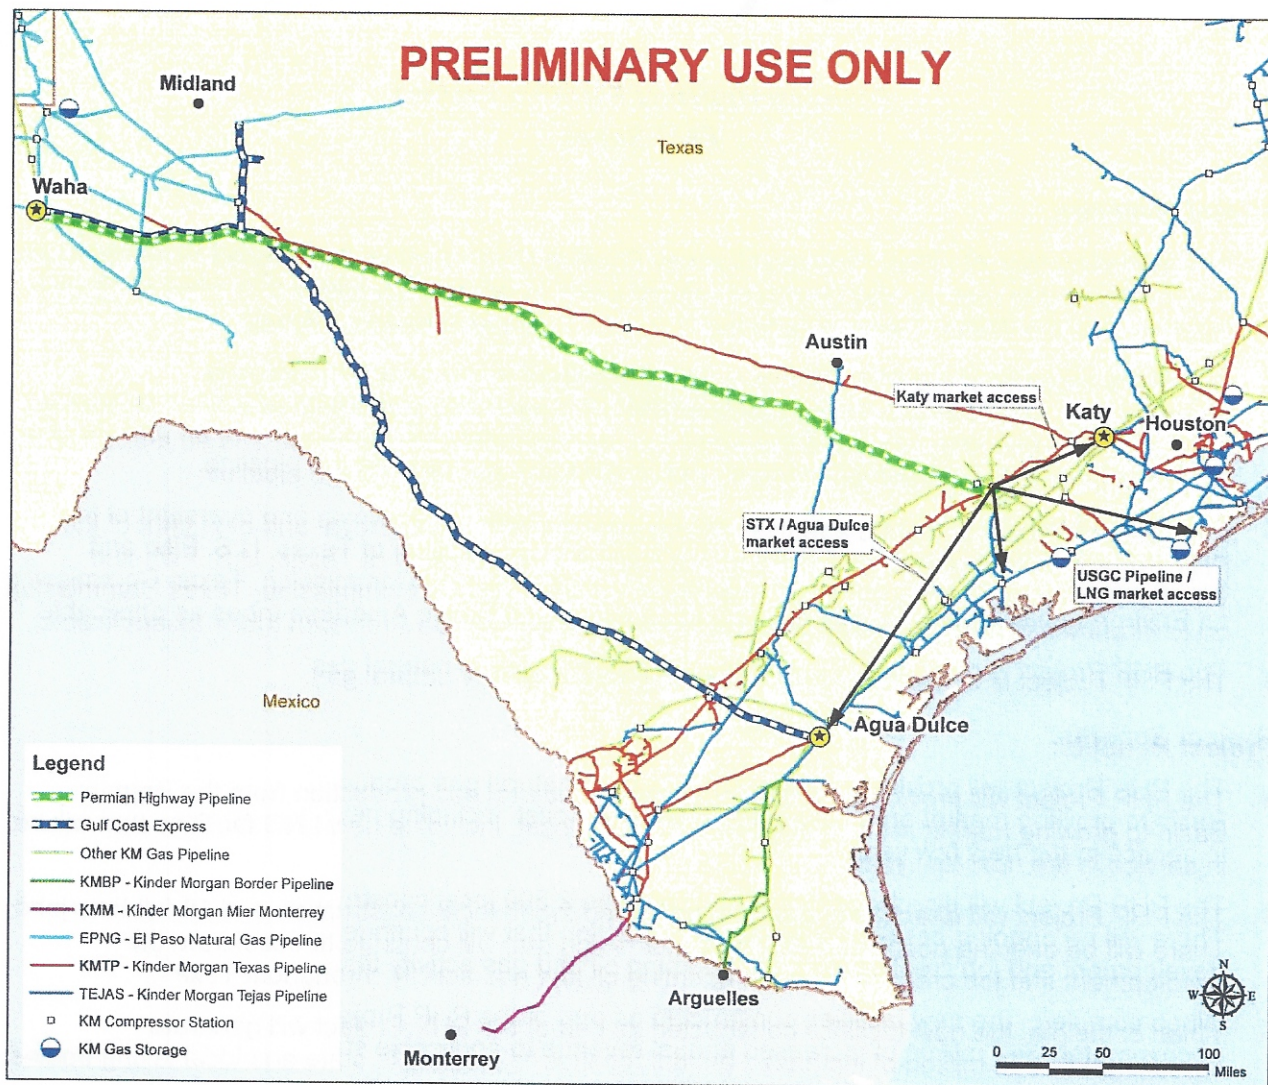 PRELIMINARY USE ONLY
Midland
Texas
Waha
Austin
Katy market access
Katy
Houston
STX / Agua Dulce
market access
USGC Pipeline /
LNG market access
Mexico
Agua Dulce
Legend
Permian Highway Pipeline
Gulf Coast Express
Other KM Gas Pipeline
KMBP - Kinder Morgan Border Pipeline
KMM - Kinder Morgan Mier Monterrey
EPNG - El Paso Natural Gas Pipeline
KMTP - Kinder Morgan Texas Pipeline
TEJAS - Kinder Morgan Tejas Pipeline
KM Compressor Station
KM Gas Storage
Arguelles
Monterrey
N
W E
S
0 25 50 100
Miles